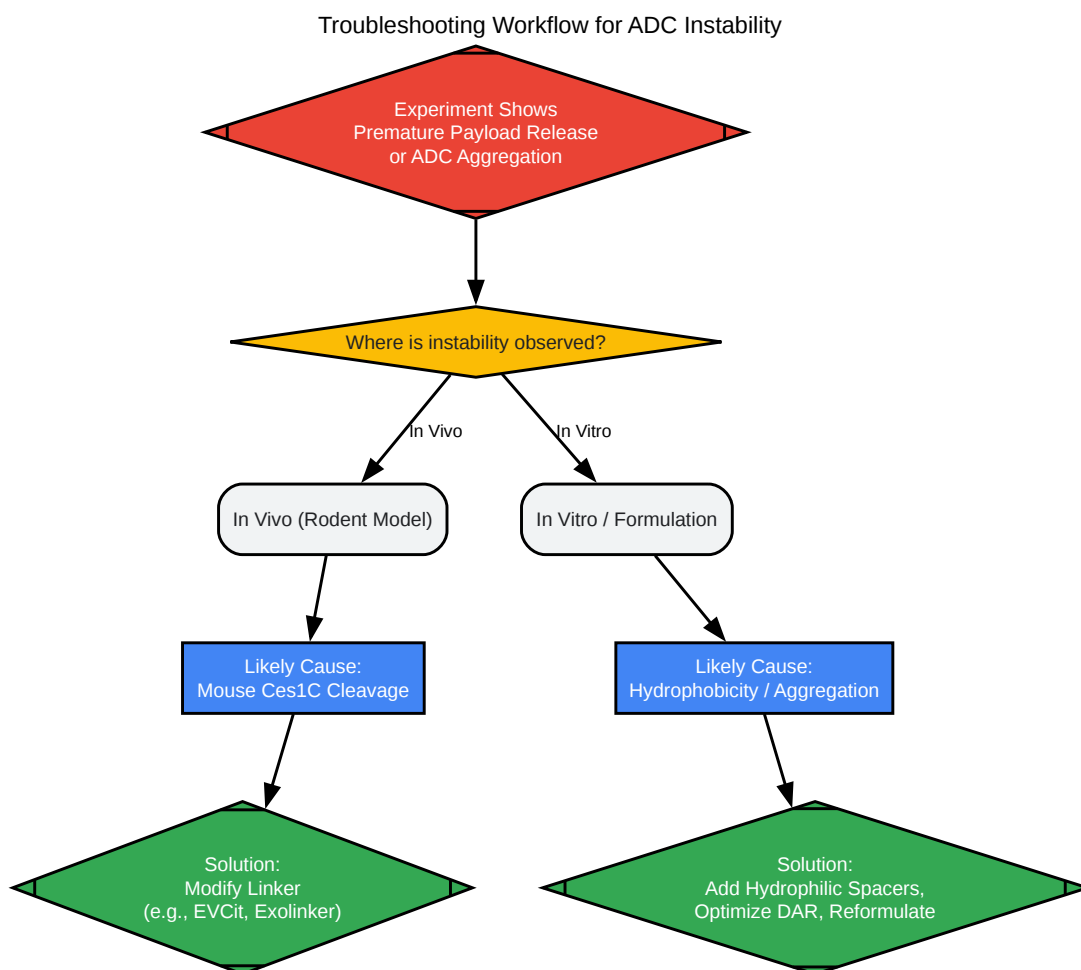 Troubleshooting Workflow for ADC Instability
Experiment Shows
Premature Payload Release
or ADC Aggregation
Where is instability observed?
In Vivo
In Vitro
In Vivo (Rodent Model)
In Vitro / Formulation
Likely Cause:
Mouse Ces1C Cleavage
Likely Cause:
Hydrophobicity / Aggregation
Solution:
Modify Linker
(e.g., EVCit, Exolinker)
Solution:
Add Hydrophilic Spacers,
Optimize DAR, Reformulate